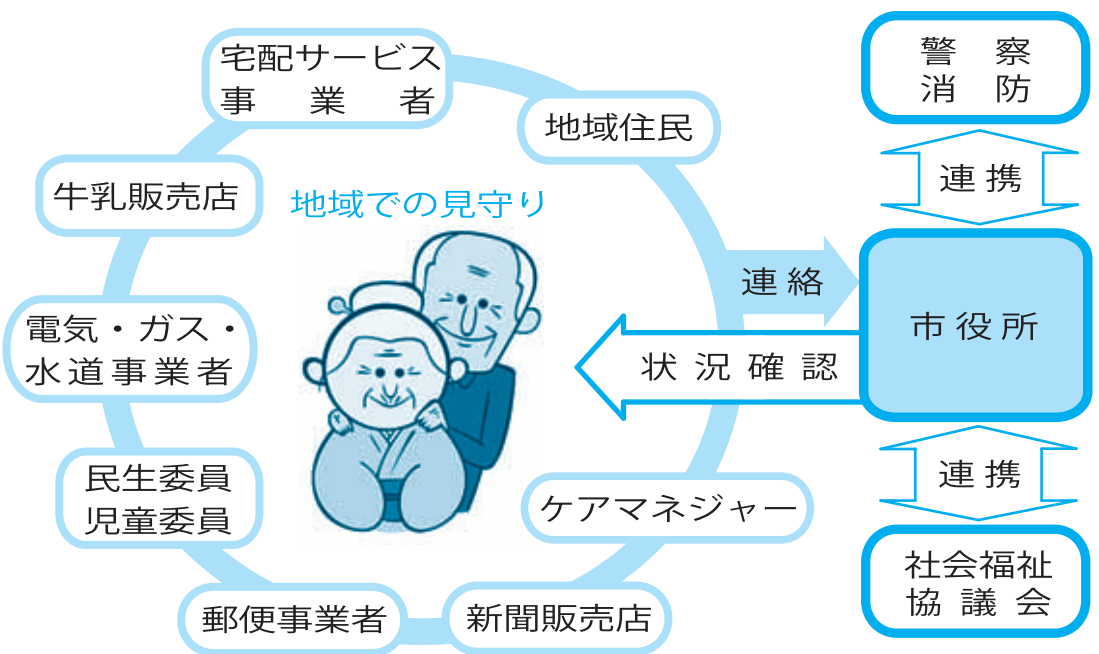 宅配サービス
事業者
地域住民
牛乳販売店
地域での見守り
電気・ガス・
水道事業者
民生委員
児童委員
郵便事業者
新聞販売店
ケアマネジャー
連絡
状況確認
警察
消防
連携
市役所
連携
社会福祉
協議会